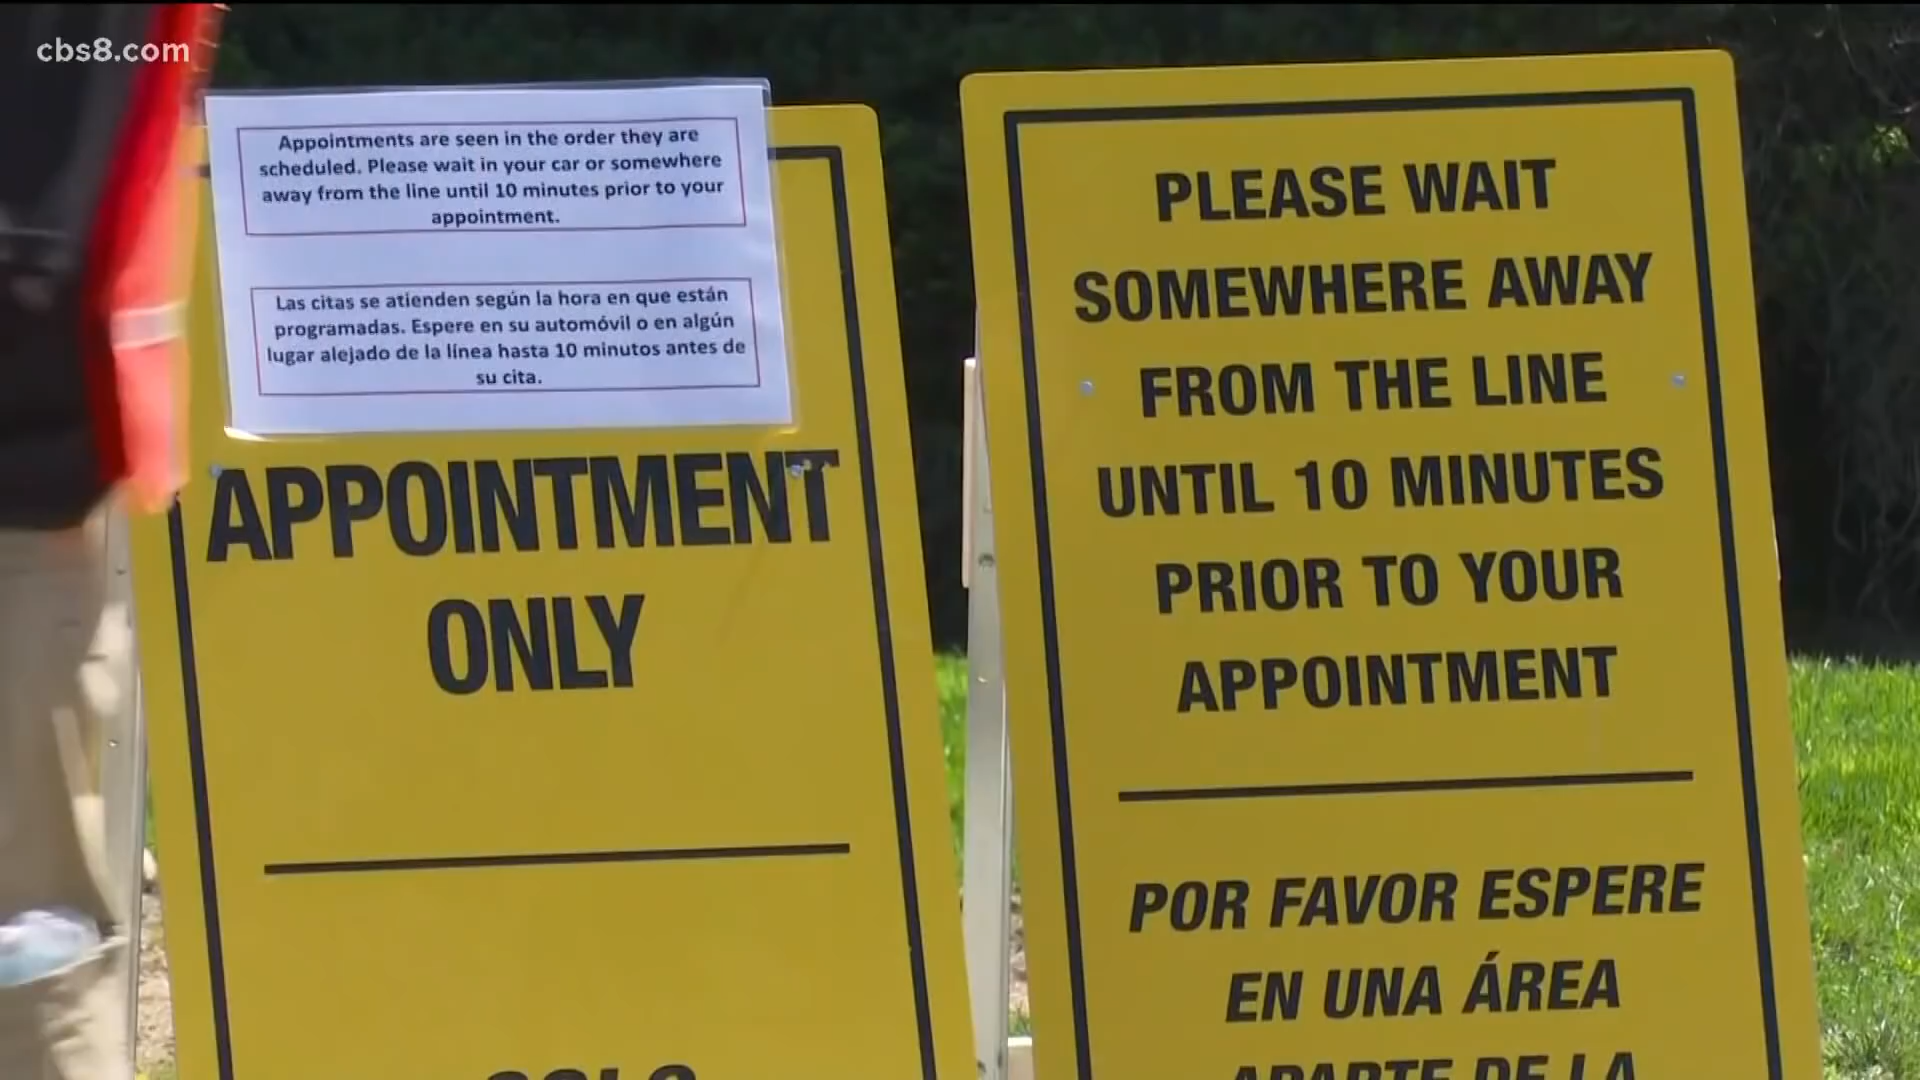 cbs8.com
Appointments are seen in the order they are
scheduled. Please wait in your car or somewhere
away from the line until 10 minutes prior to your
appointment.
Las citas se atienden según la hora en que están
programadas. Espere en su automóvil o en algún
lugar alejado de la línea hasta 10 minutos antes de
su cita.
APPOINTMENT
ONLY
SOLO
PLEASE WAIT
SOMEWHERE AWAY
FROM THE LINE
UNTIL 10 MINUTES
PRIOR TO YOUR
APPOINTMENT
POR FAVOR ESPERE
EN UNA ÁREA
APARTE DE LA